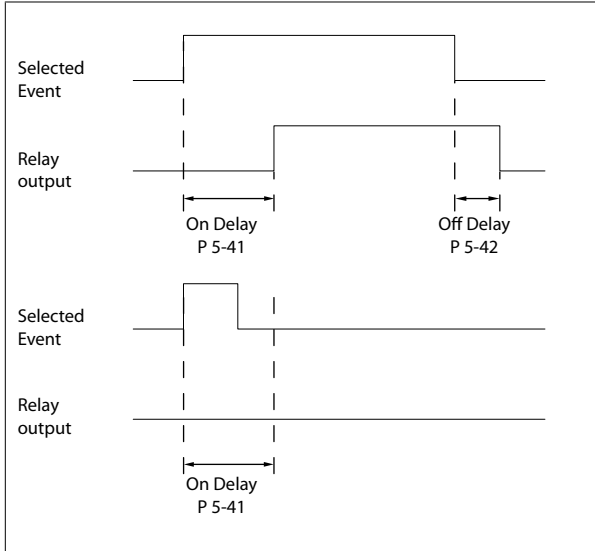 Selected
Event
Relay
output
On Delay
P 5-41
Off Delay
P 5-42
Selected
Event
Relay
output
On Delay
P 5-41